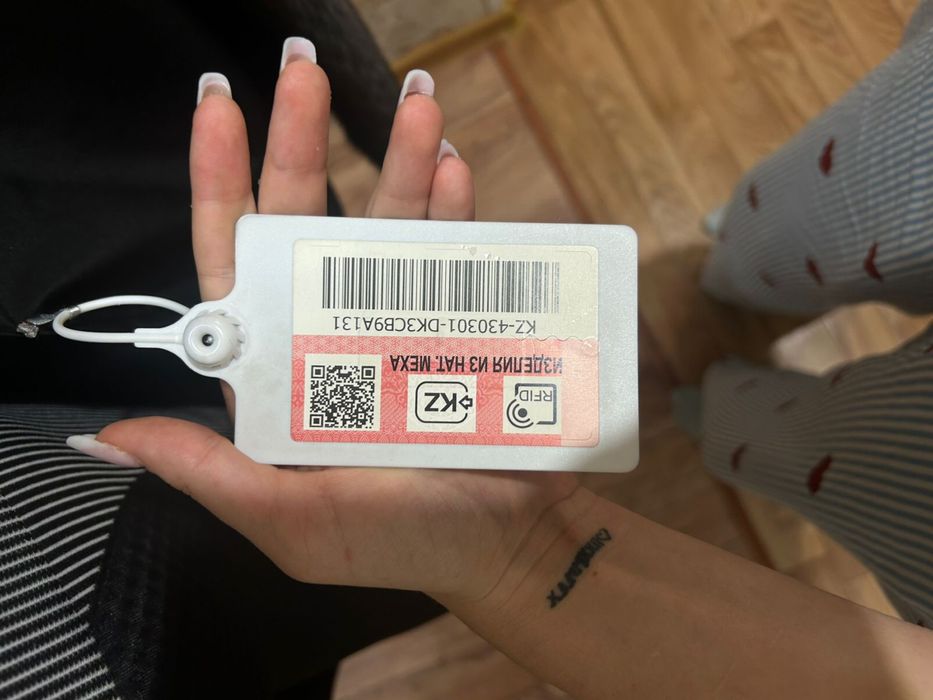 RFID
KZ
ИЗДЕЛИЯ ИЗ НАТ. МЕХА
KZ-430301-DK3CB9A131